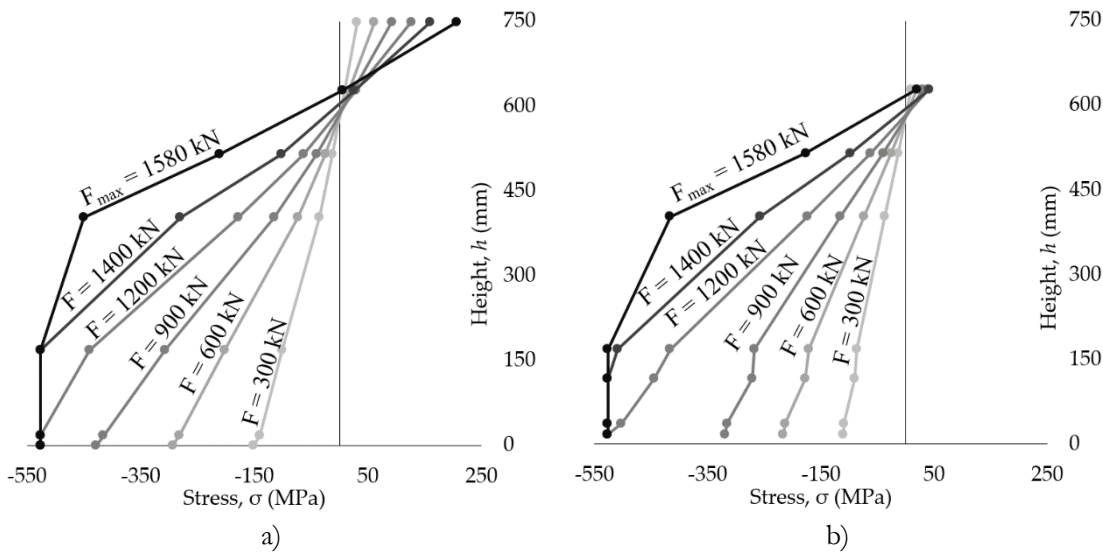 750
600
450
300
150
0
Height, h (mm)
F_max = 1580 kN
F = 1400 kN
F = 1200 kN
F = 900 kN
F = 600 kN
F = 300 kN
-550
-350
-150
50
250
Stress, σ (MPa)
a)
750
600
450
300
150
0
Height, h (mm)
F_max = 1580 kN
F = 1400 kN
F = 1200 kN
F = 900 kN
F = 600 kN
F = 300 kN
-550
-350
-150
50
250
Stress, σ (MPa)
b)